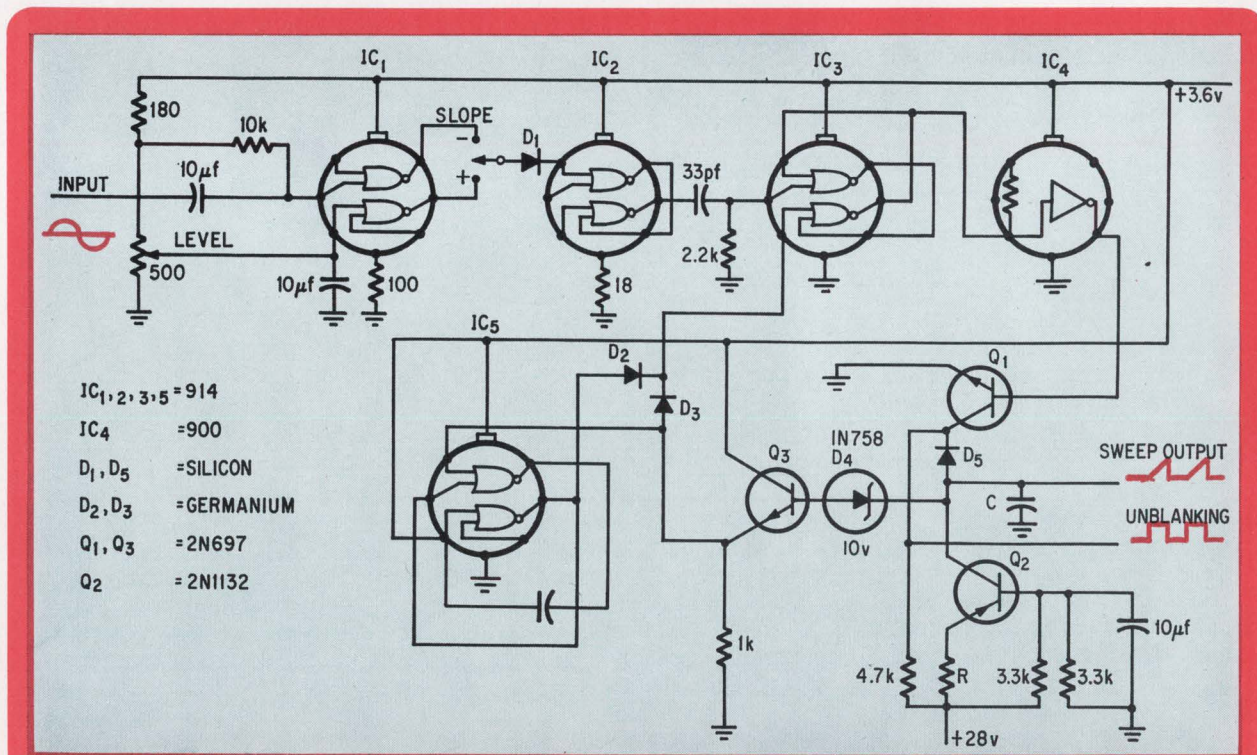 IC1
IC2
IC3
IC4
+3.6v
180
10k
SLOPE
−
+
D1
INPUT
10µf
33pf
LEVEL
500
10µf
100
18
2.2k
IC5
D2
D3
Q1
IC1,2,3,5 = 914
IC4 = 900
D1, D5 = SILICON
D2, D3 = GERMANIUM
Q1, Q3 = 2N697
Q2 = 2N1132
Q3
IN758
D4
10v
D5
SWEEP OUTPUT
C
UNBLANKING
Q2
1k
4.7k
R
3.3k
3.3k
10µf
+28v